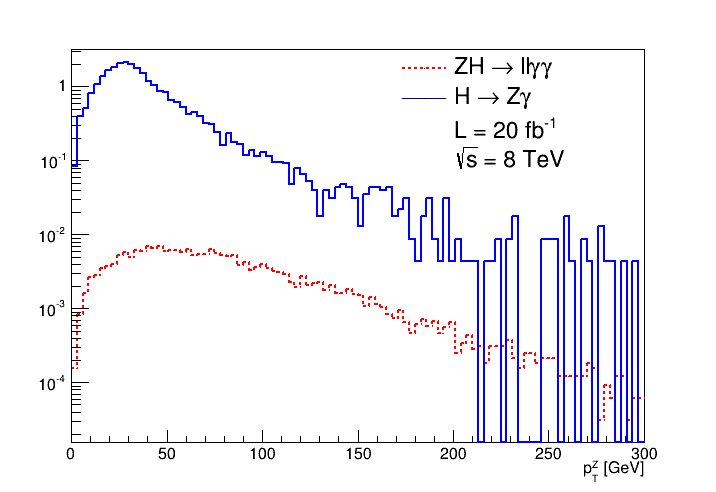 ZH → llγγ
H → Zγ
L = 20 fb⁻¹
√s = 8 TeV
1
10⁻¹
10⁻²
10⁻³
10⁻⁴
0 50 100 150 200 250 300
p_T^Z [GeV]